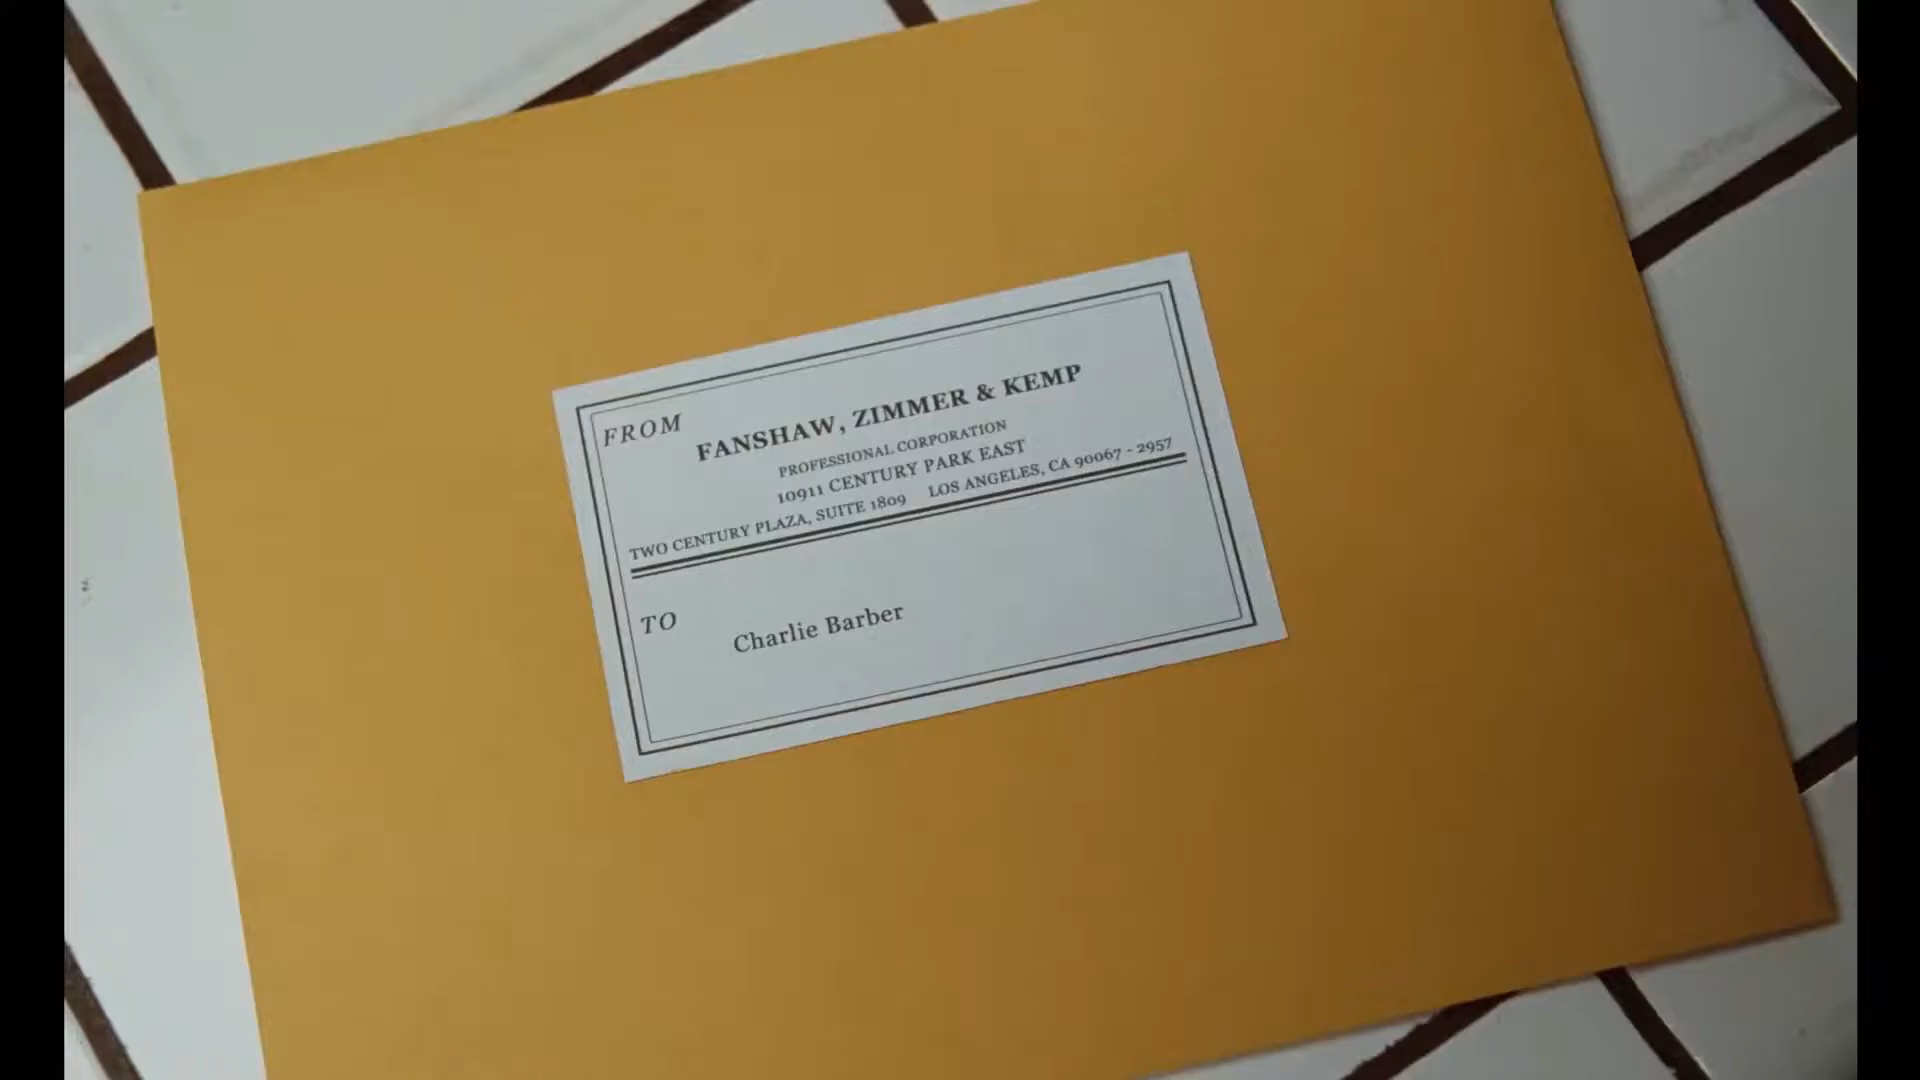 FROM
FANSHAW, ZIMMER & KEMP
PROFESSIONAL CORPORATION
10911 CENTURY PARK EAST
TWO CENTURY PLAZA, SUITE 1809 LOS ANGELES, CA 90067 - 2957
TO
Charlie Barber